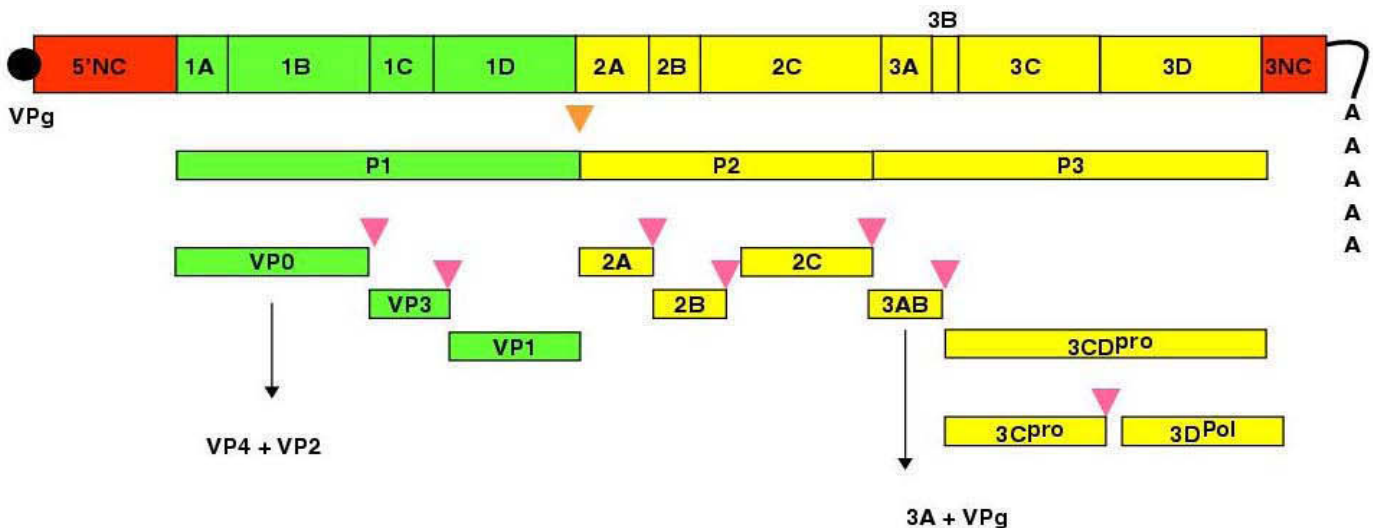 3B
5'NC 1A 1B 1C 1D 2A 2B 2C 3A 3C 3D 3NC
VPg
A
A
A
A
A
P1 P2 P3
VP0 2A 2C
VP3 2B 3AB
VP1 3CDpro
3Cpro 3DPol
VP4 + VP2
3A + VPg